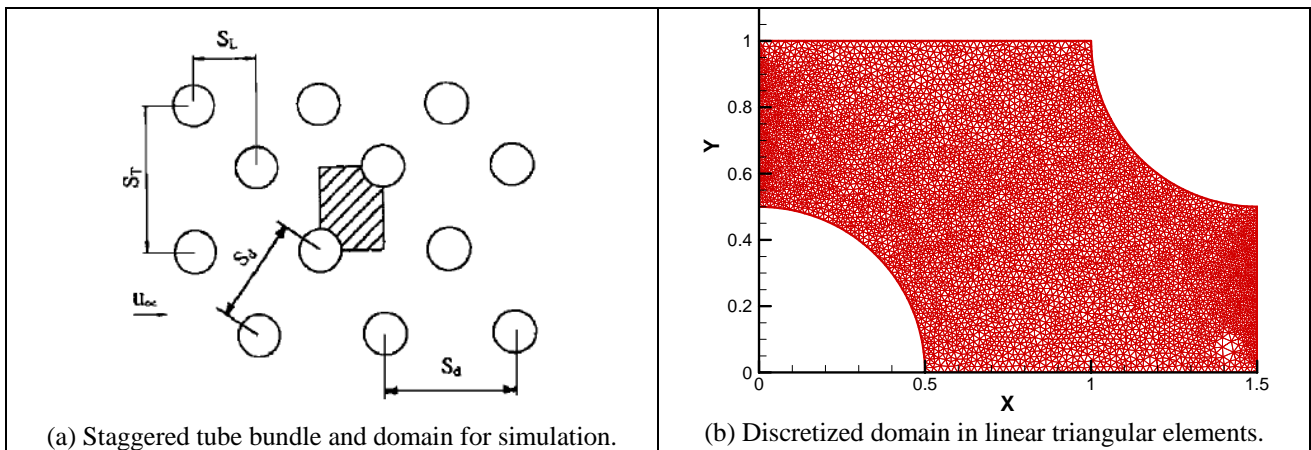 S_L
S_T
S_d
u_∞
S_d
(a) Staggered tube bundle and domain for simulation.
1
0.8
0.6
0.4
0.2
0
Y
0
0.5
1
1.5
X
(b) Discretized domain in linear triangular elements.